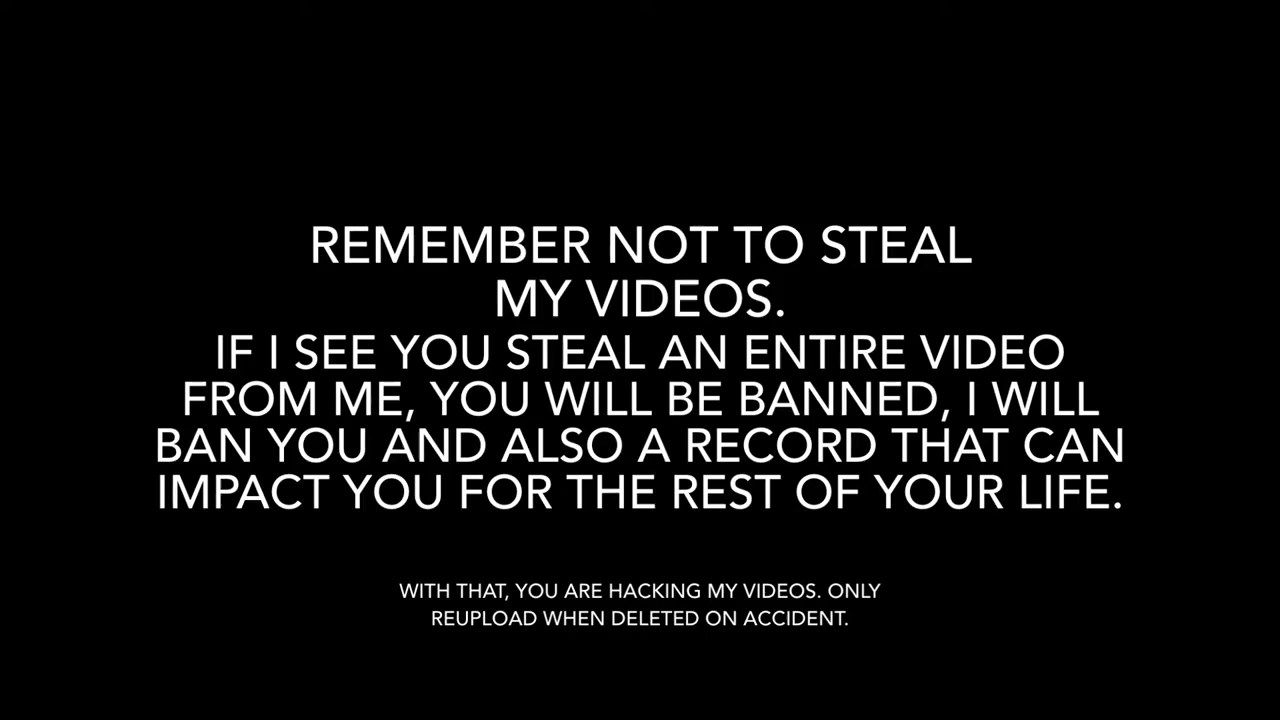 REMEMBER NOT TO STEAL
MY VIDEOS.
IF I SEE YOU STEAL AN ENTIRE VIDEO
FROM ME, YOU WILL BE BANNED, I WILL
BAN YOU AND ALSO A RECORD THAT CAN
IMPACT YOU FOR THE REST OF YOUR LIFE.
WITH THAT, YOU ARE HACKING MY VIDEOS. ONLY
REUPLOAD WHEN DELETED ON ACCIDENT.